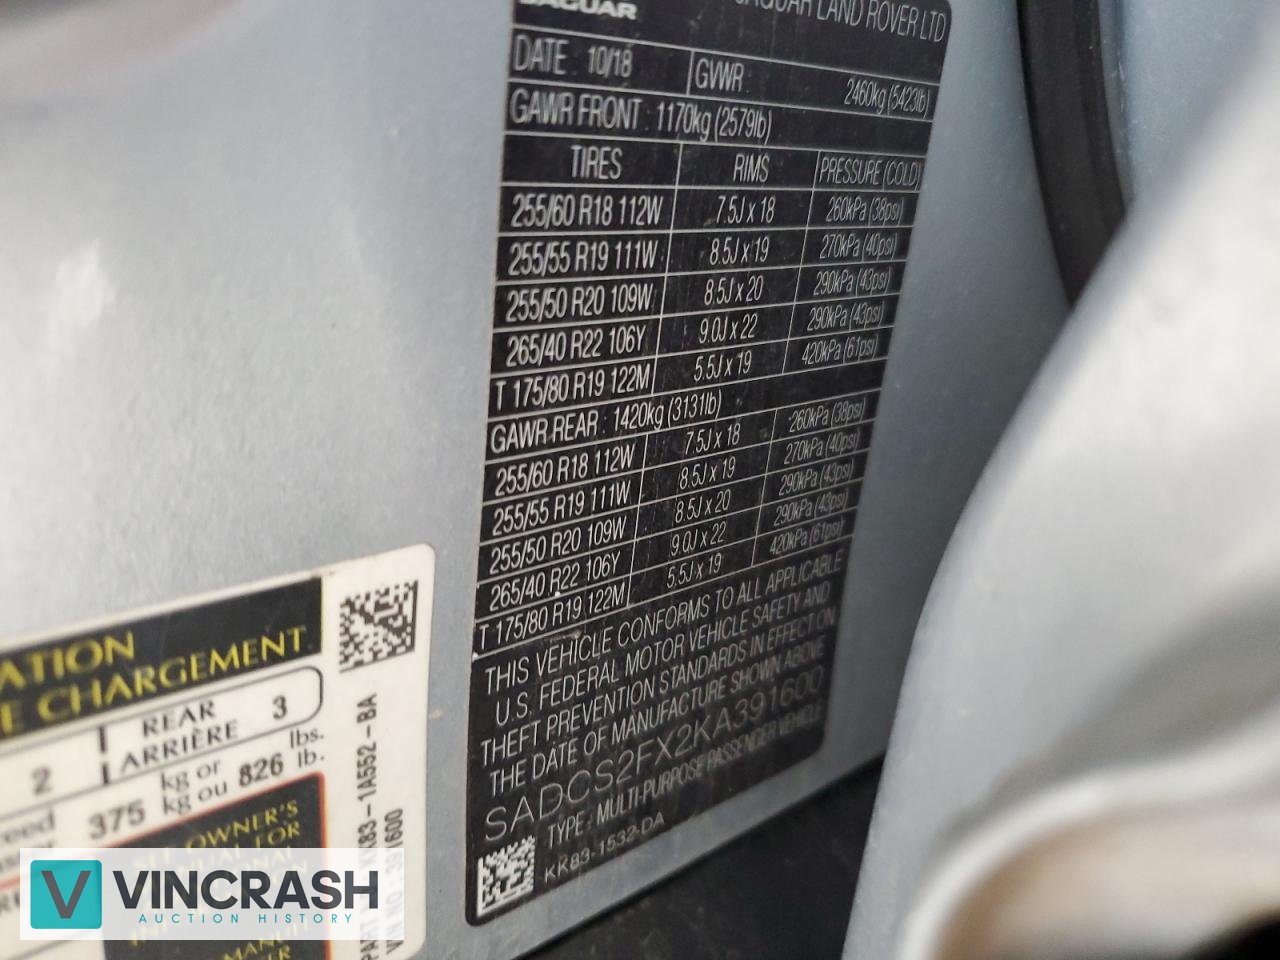 JAGUAR
JAGUAR LAND ROVER LTD
DATE : 10/18
GVWR : 2460kg (5423lb)
GAWR FRONT : 1170kg (2579lb)
TIRES RIMS PRESSURE (COLD)
255/60 R18 112W 7.5J x 18 260kPa (38psi)
255/55 R19 111W 8.5J x 19 270kPa (40psi)
255/50 R20 109W 8.5J x 20 290kPa (43psi)
265/40 R22 106Y 9.0J x 22 290kPa (43psi)
T 175/80 R19 122M 5.5J x 19 420kPa (61psi)
GAWR REAR : 1420kg (3131lb)
255/60 R18 112W 7.5J x 18 260kPa (38psi)
255/55 R19 111W 8.5J x 19 270kPa (40psi)
255/50 R20 109W 8.5J x 20 290kPa (43psi)
265/40 R22 106Y 9.0J x 22 290kPa (43psi)
T 175/80 R19 122M 5.5J x 19 420kPa (61psi)
THIS VEHICLE CONFORMS TO ALL APPLICABLE
U.S. FEDERAL MOTOR VEHICLE SAFETY AND
THEFT PREVENTION STANDARDS IN EFFECT ON
THE DATE OF MANUFACTURE SHOWN ABOVE
SADCS2FX2KA391600
TYPE : MULTI-PURPOSE PASSENGER VEHICLE
KK83-1532-DA
ATION
E CHARGEMENT
2 REAR 3
ARRIÈRE
375 kg or 826 lbs.
kg ou lb.
OWNER'S
FOR
PART KK83-1A552-BA
VIN NO : 391600
V VINCRASH
AUCTION HISTORY